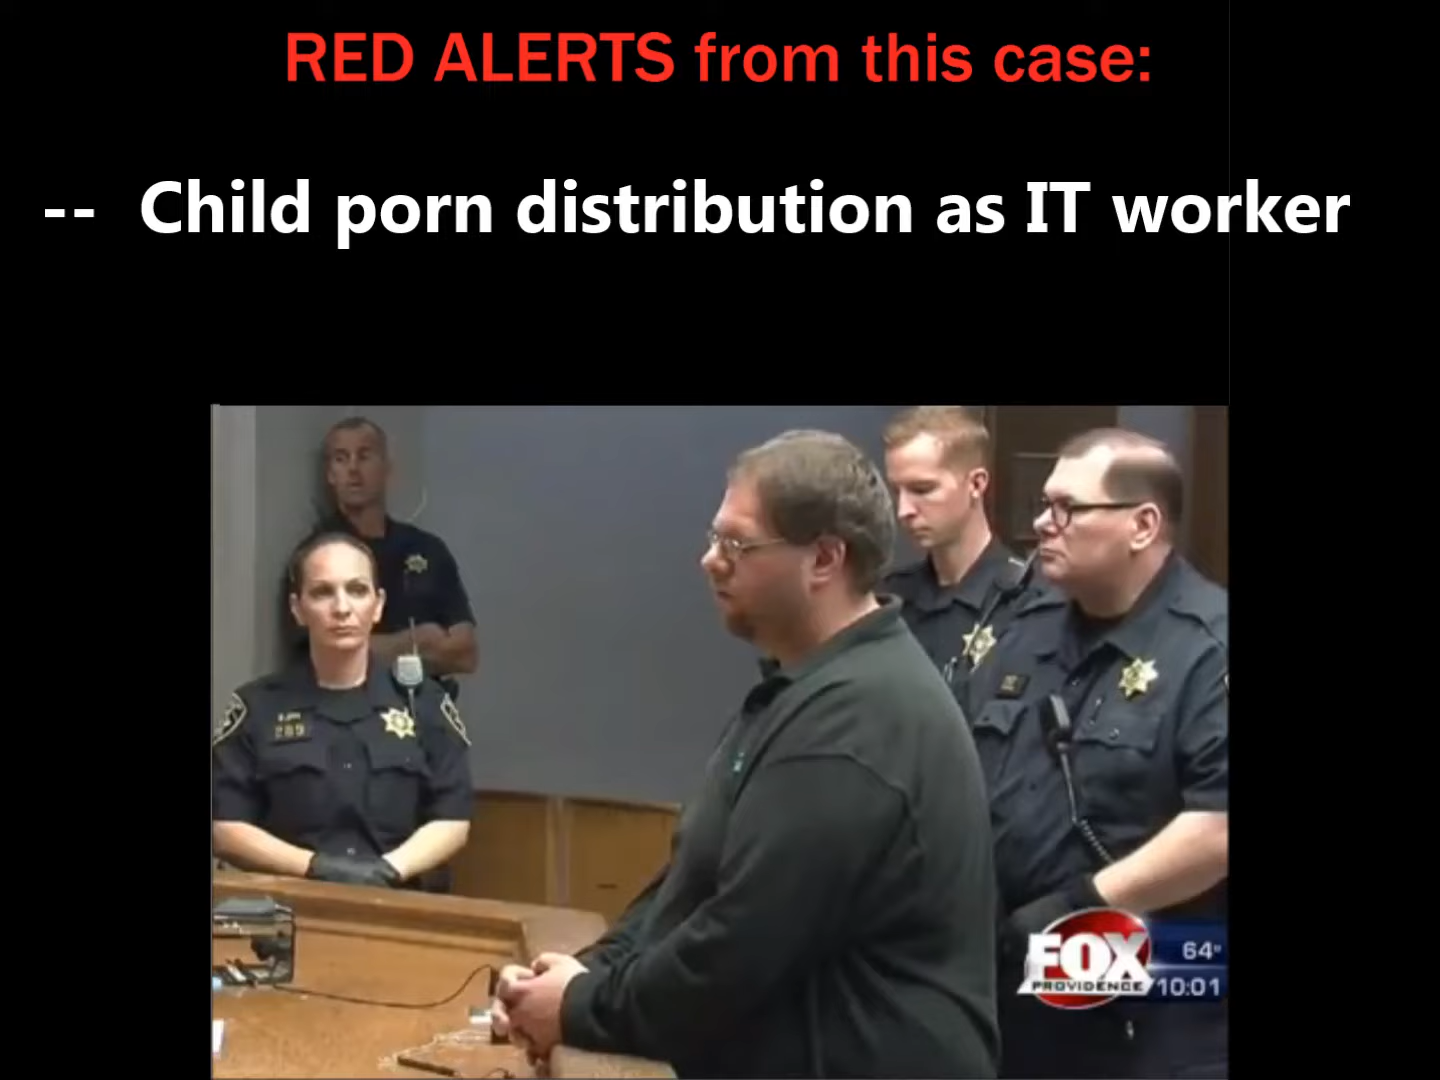 RED ALERTS from this case:
-- Child porn distribution as IT worker
FOX
PROVIDENCE
64°
10:01